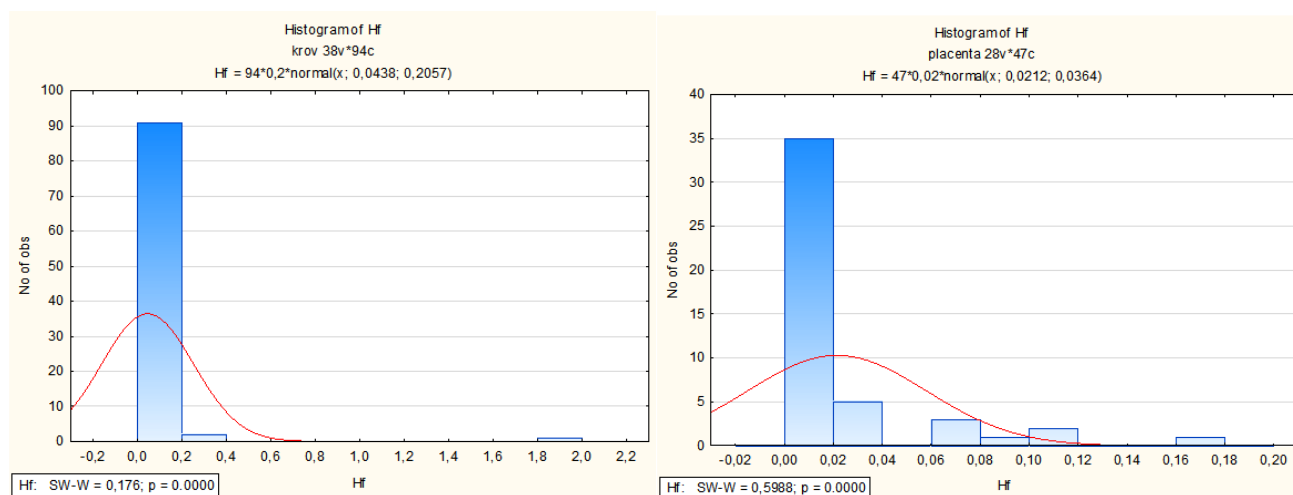 Histogram of Hf
krov 38v*94c
Hf = 94*0,2*normal(x; 0,0438; 0,2057)
100
90
80
70
60
50
40
30
20
10
0
No of obs
-0,2 0,0 0,2 0,4 0,6 0,8 1,0 1,2 1,4 1,6 1,8 2,0 2,2
Hf
Hf: SW-W = 0,176; p = 0.0000
Histogram of Hf
placenta 28v*47c
Hf = 47*0,02*normal(x; 0,0212; 0,0364)
40
35
30
25
20
15
10
5
0
No of obs
-0,02 0,00 0,02 0,04 0,06 0,08 0,10 0,12 0,14 0,16 0,18 0,20
Hf
Hf: SW-W = 0,5988; p = 0.0000